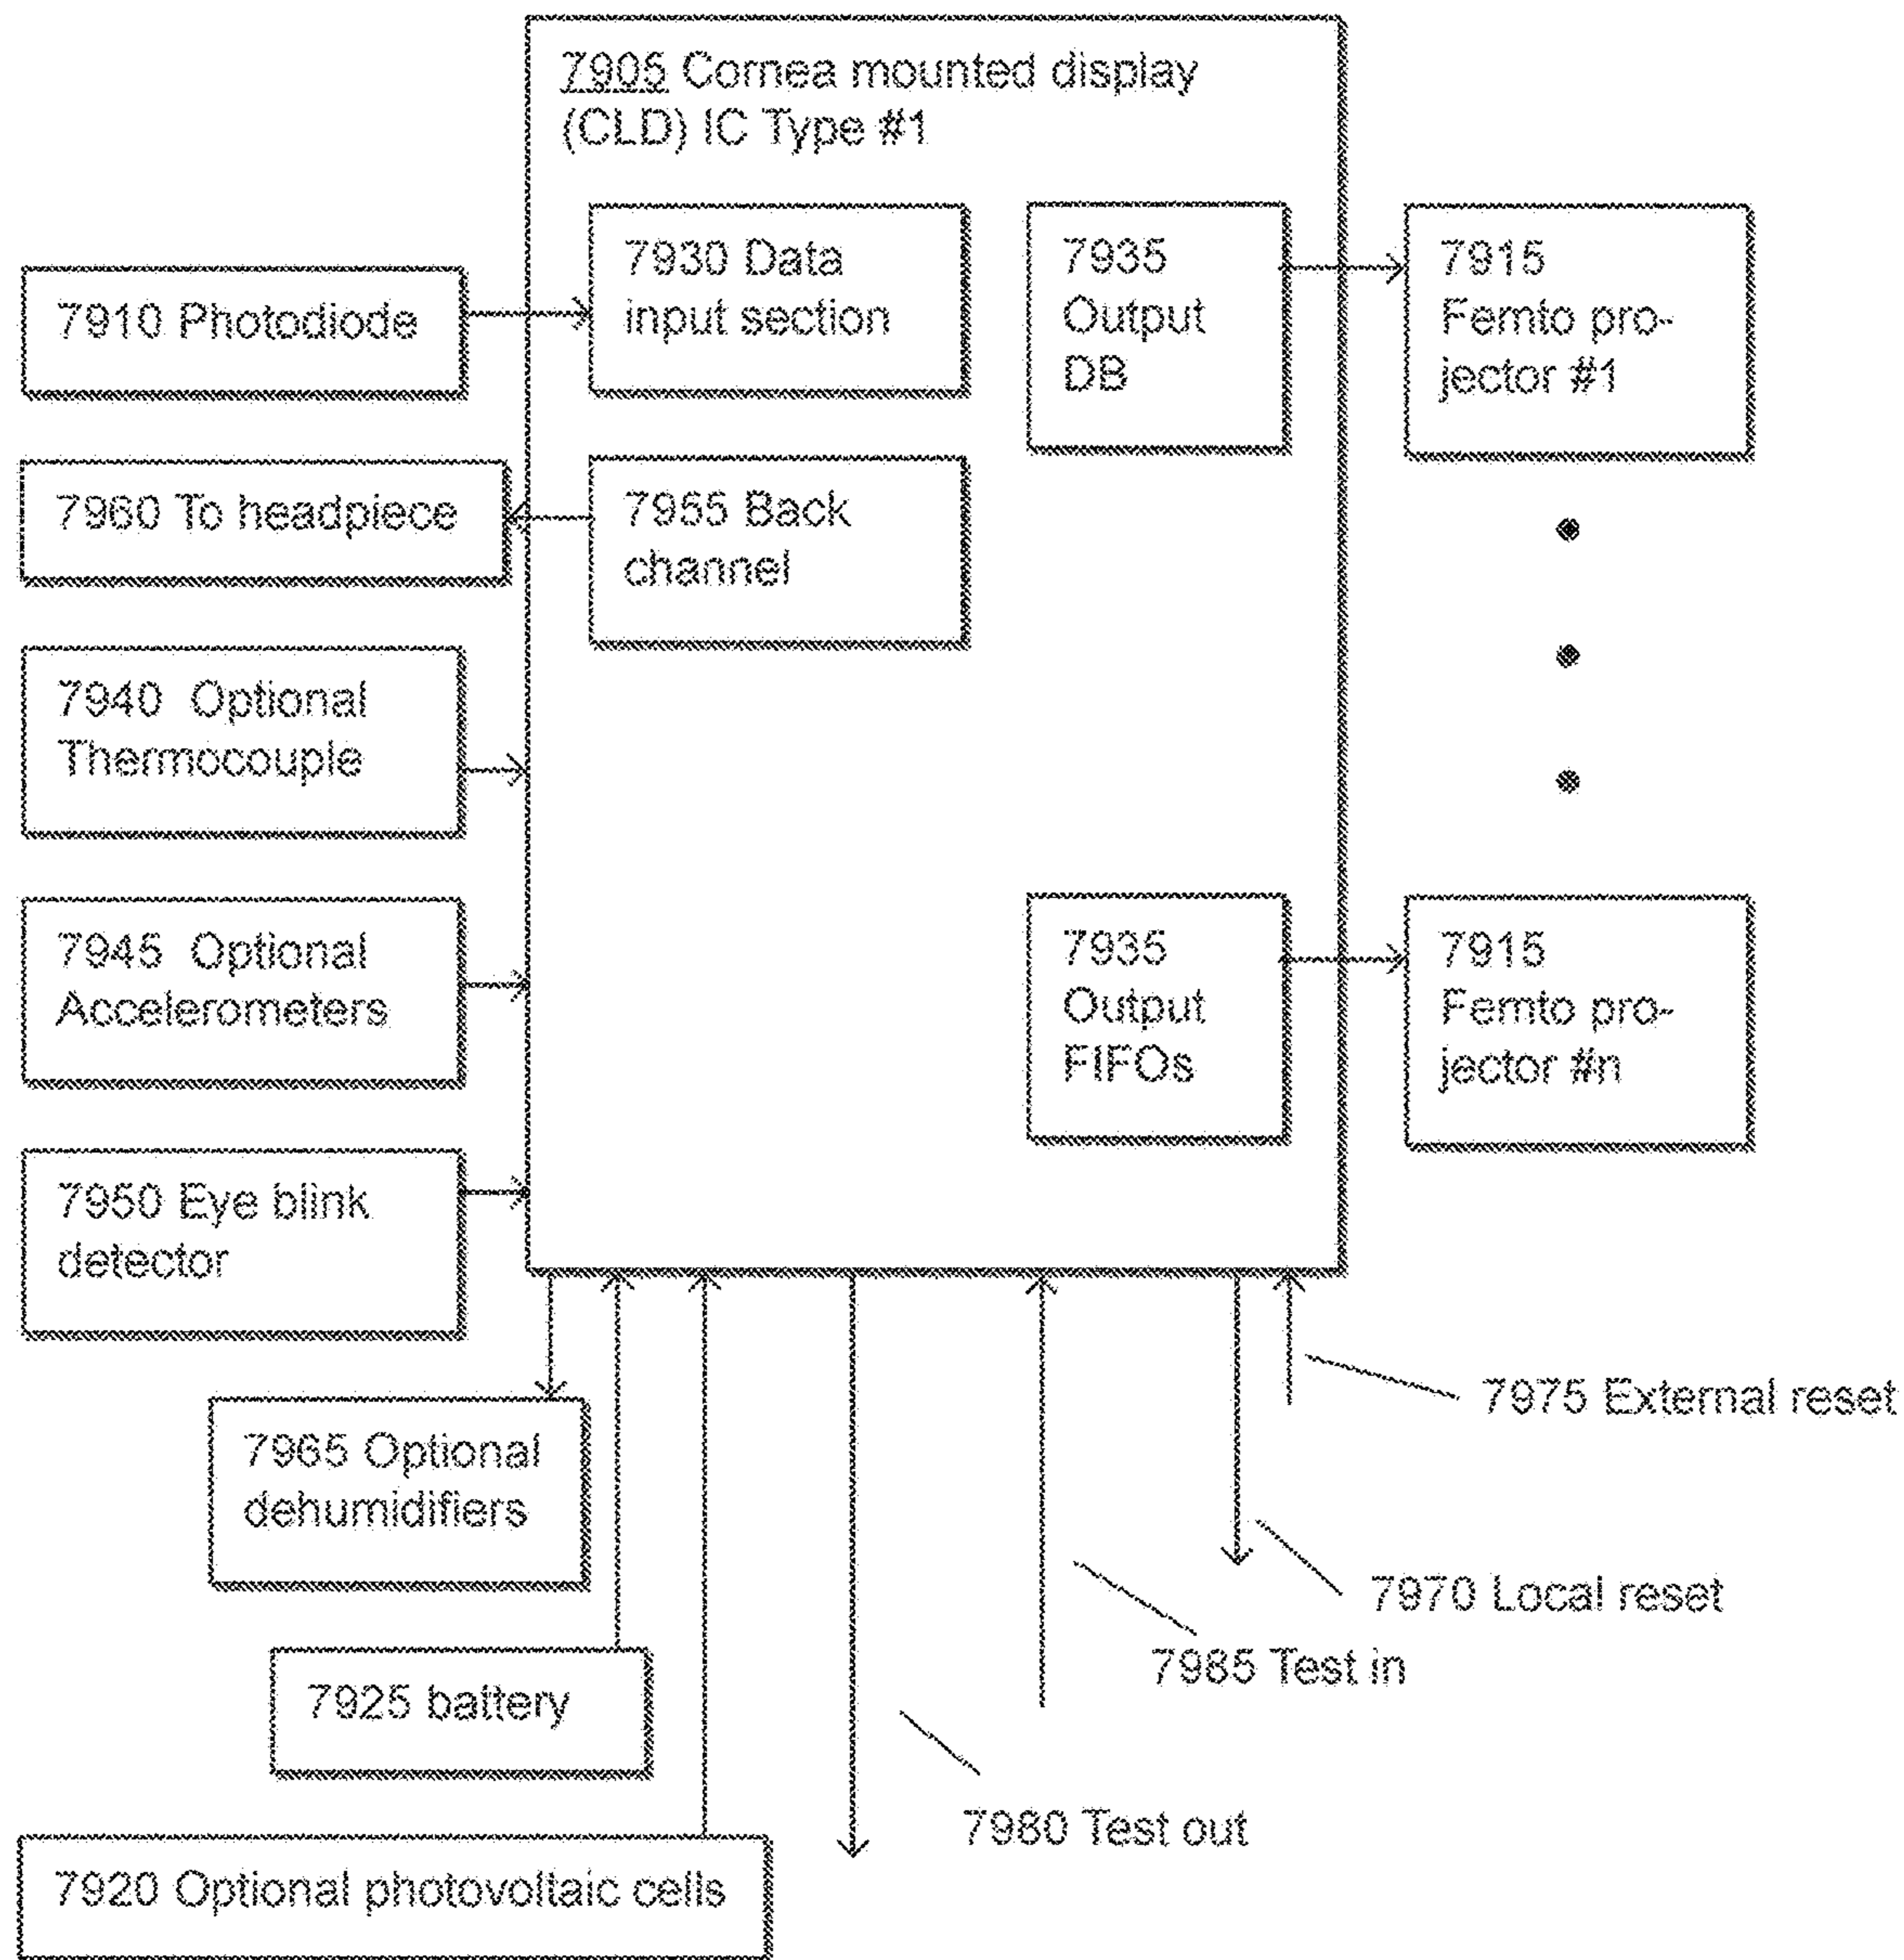 7905 Cornea mounted display
(CLD) IC Type #1
7910 Photodiode
7930 Data
input section
7935
Output
DB
7915
Femto pro-
jector #1
7960 To headpiece
7955 Back
channel
7940 Optional
Thermocouple
7945 Optional
Accelerometers
7935
Output
FIFOs
7915
Femto pro-
jector #n
7950 Eye blink
detector
7975 External reset
7965 Optional
dehumidifiers
7970 Local reset
7985 Test in
7925 battery
7980 Test out
7920 Optional photovoltaic cells